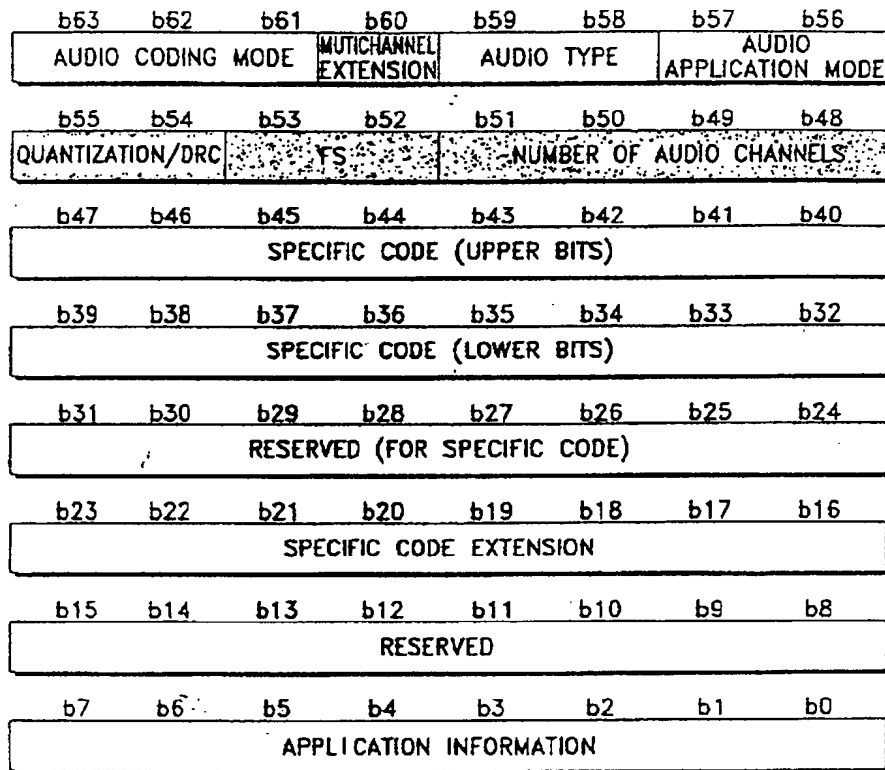 b63 b62 b61 b60 b59 b58 b57 b56
AUDIO CODING MODE MUTICHANNEL EXTENSION AUDIO TYPE AUDIO APPLICATION MODE
b55 b54 b53 b52 b51 b50 b49 b48
QUANTIZATION/DRC FS NUMBER OF AUDIO CHANNELS
b47 b46 b45 b44 b43 b42 b41 b40
SPECIFIC CODE (UPPER BITS)
b39 b38 b37 b36 b35 b34 b33 b32
SPECIFIC CODE (LOWER BITS)
b31 b30 b29 b28 b27 b26 b25 b24
RESERVED (FOR SPECIFIC CODE)
b23 b22 b21 b20 b19 b18 b17 b16
SPECIFIC CODE EXTENSION
b15 b14 b13 b12 b11 b10 b9 b8
RESERVED
b7 b6 b5 b4 b3 b2 b1 b0
APPLICATION INFORMATION